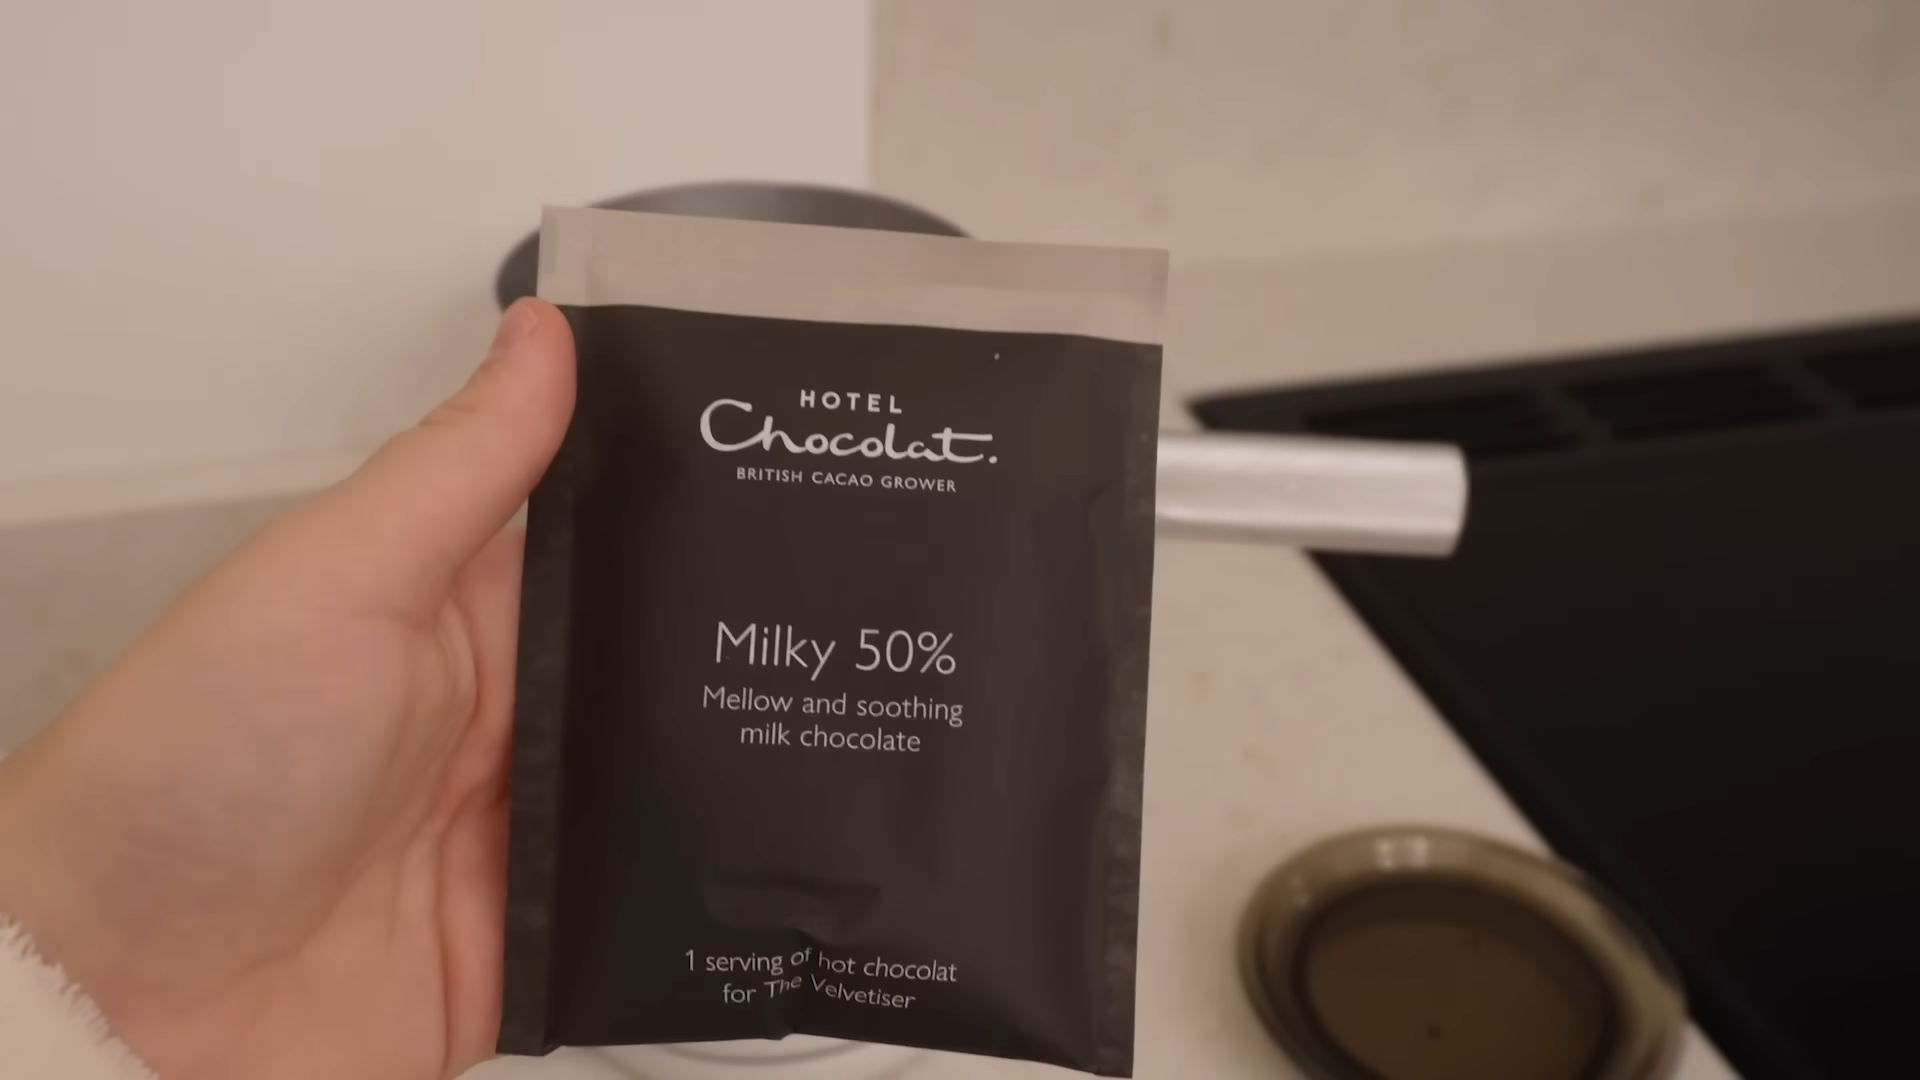 HOTEL
Chocolat.
BRITISH CACAO GROWER
Milky 50%
Mellow and soothing
milk chocolate
1 serving of hot chocolat
for The Velvetiser